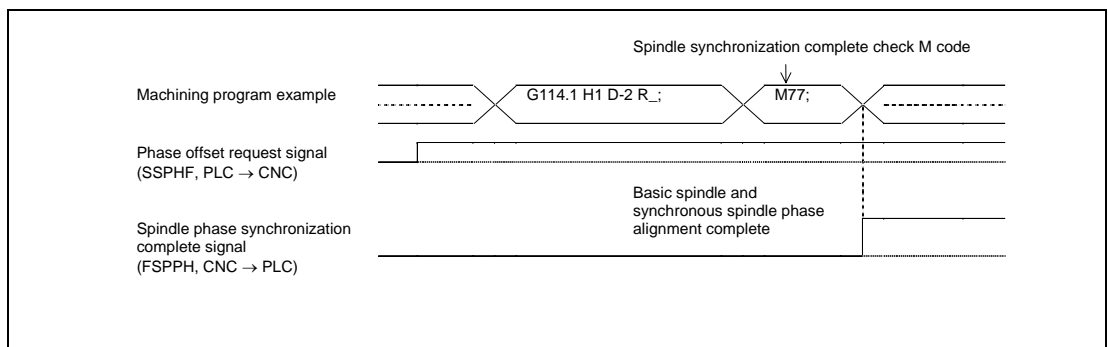 Spindle synchronization complete check M code
Machining program example
G114.1 H1 D-2 R_;
M77;
Phase offset request signal
(SSPHF, PLC → CNC)
Basic spindle and
synchronous spindle phase
alignment complete
Spindle phase synchronization
complete signal
(FSPPH, CNC → PLC)